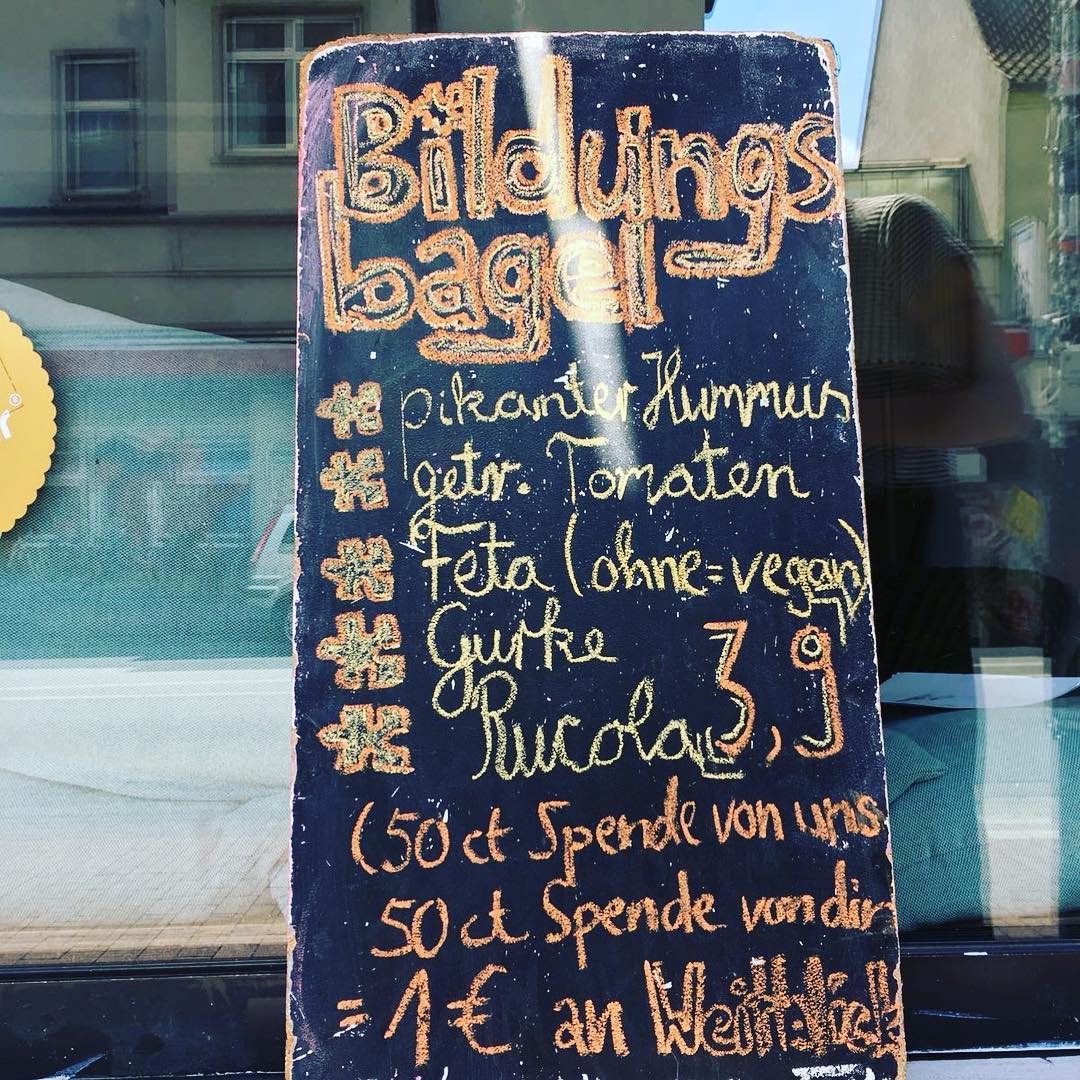 Bildungs
bagel
* pikanter Hummus
* getr. Tomaten
* Feta (ohne=vegan)
* Gurke
* Rucola 3,9
(50 ct Spende von uns
50 ct Spende von dir
= 1 € an Weitblick